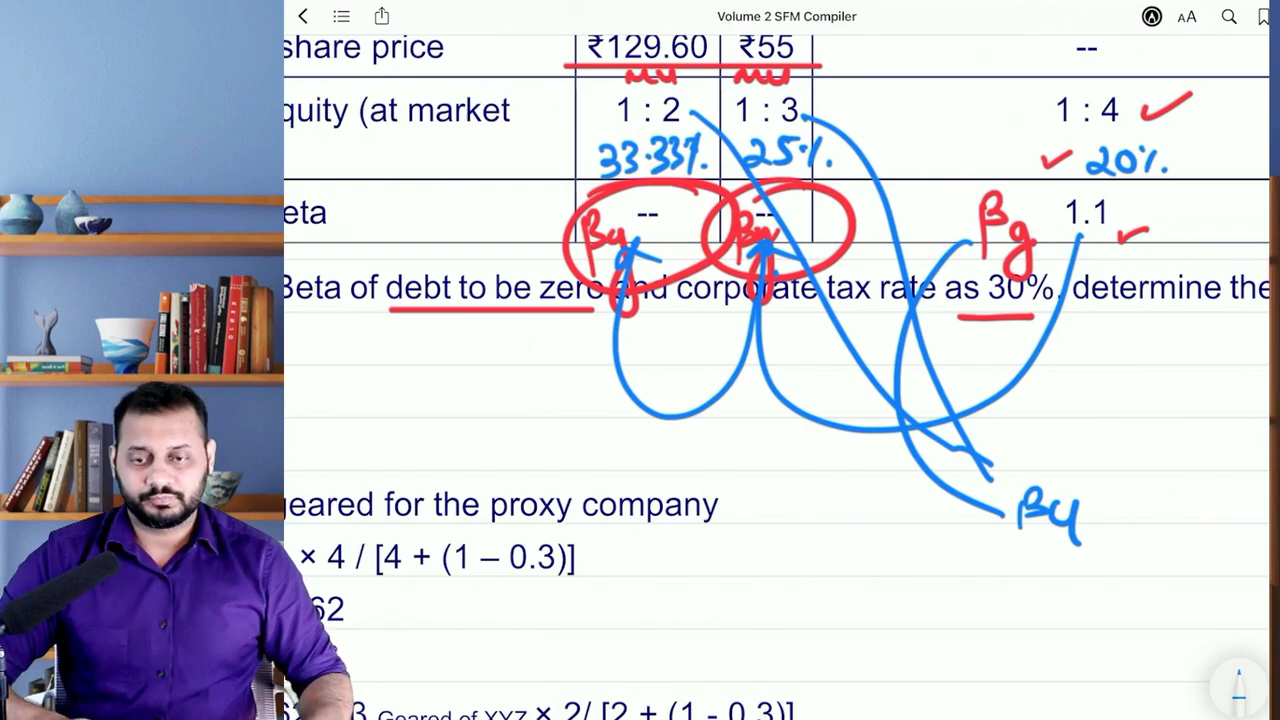 Volume 2 SFM Compiler
AA
share price ₹129.60 ₹55 --
quity (at market 1 : 2 1 : 3 1 : 4
33.33% 25% 20%
eta -- -- 1.1
βg
Beta of debt to be zero and corporate tax rate as 30%, determine the
βu
geared for the proxy company
× 4 / [4 + (1 – 0.3)]
62
3 Geared of XYZ × 2/ [2 + (1 - 0.3)]